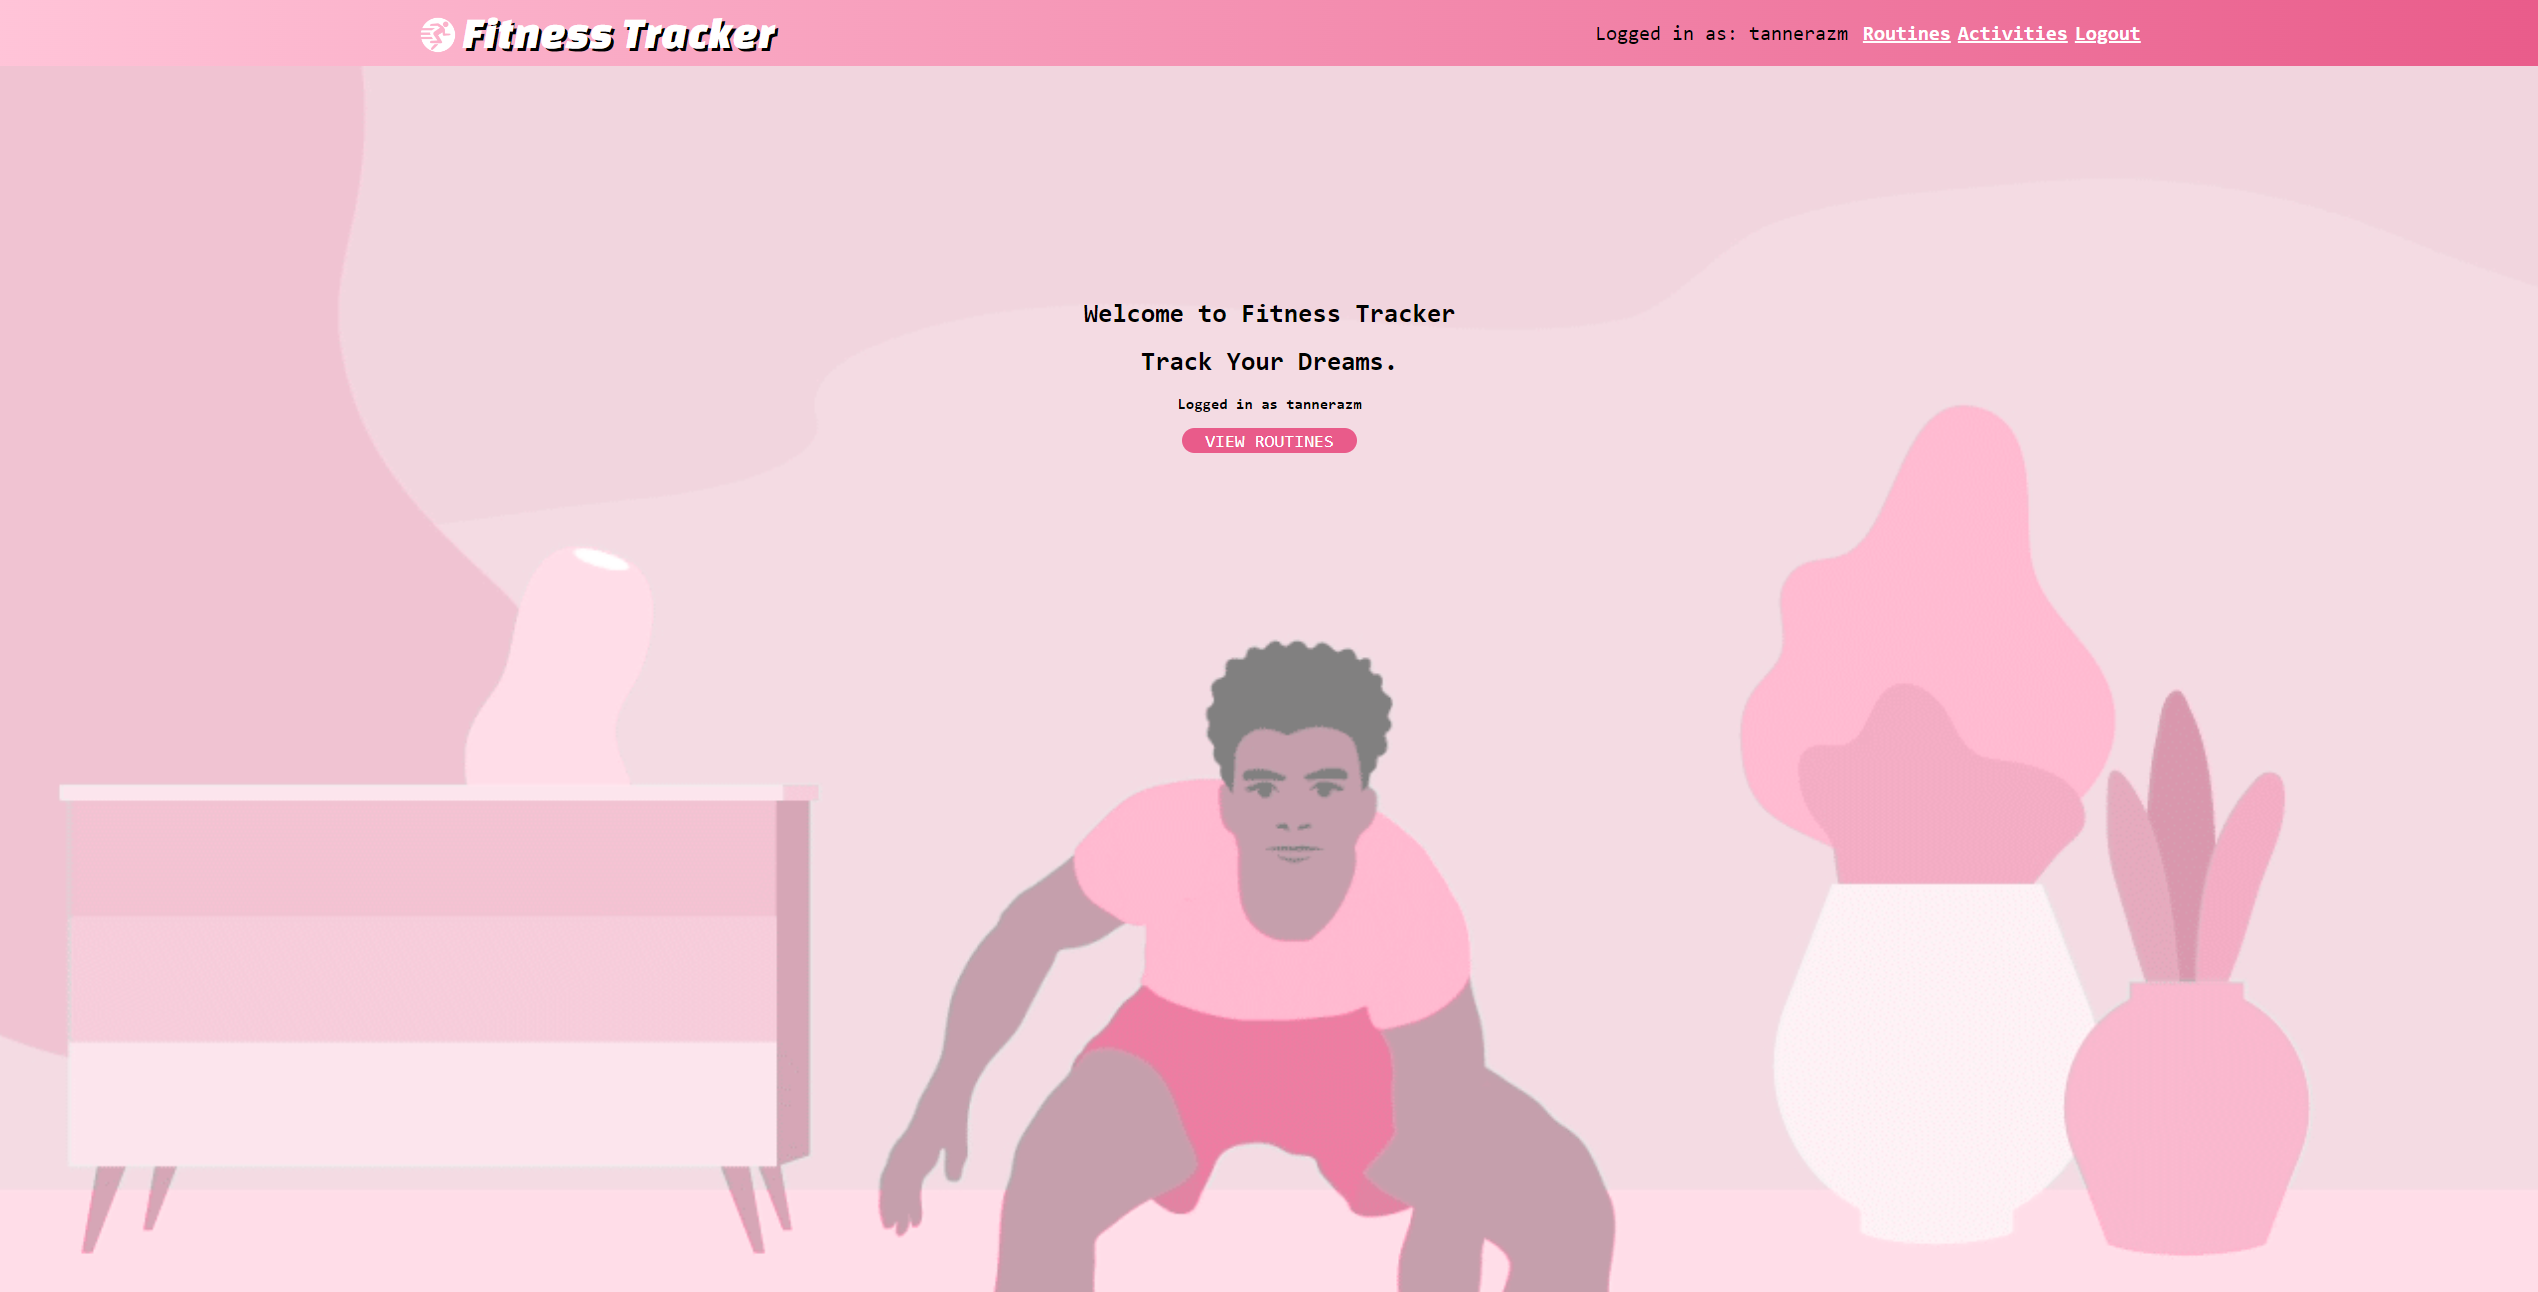 Fitness Tracker
Logged in as: tannerazm Routines Activities Logout
Welcome to Fitness Tracker
Track Your Dreams.
Logged in as tannerazm
VIEW ROUTINES